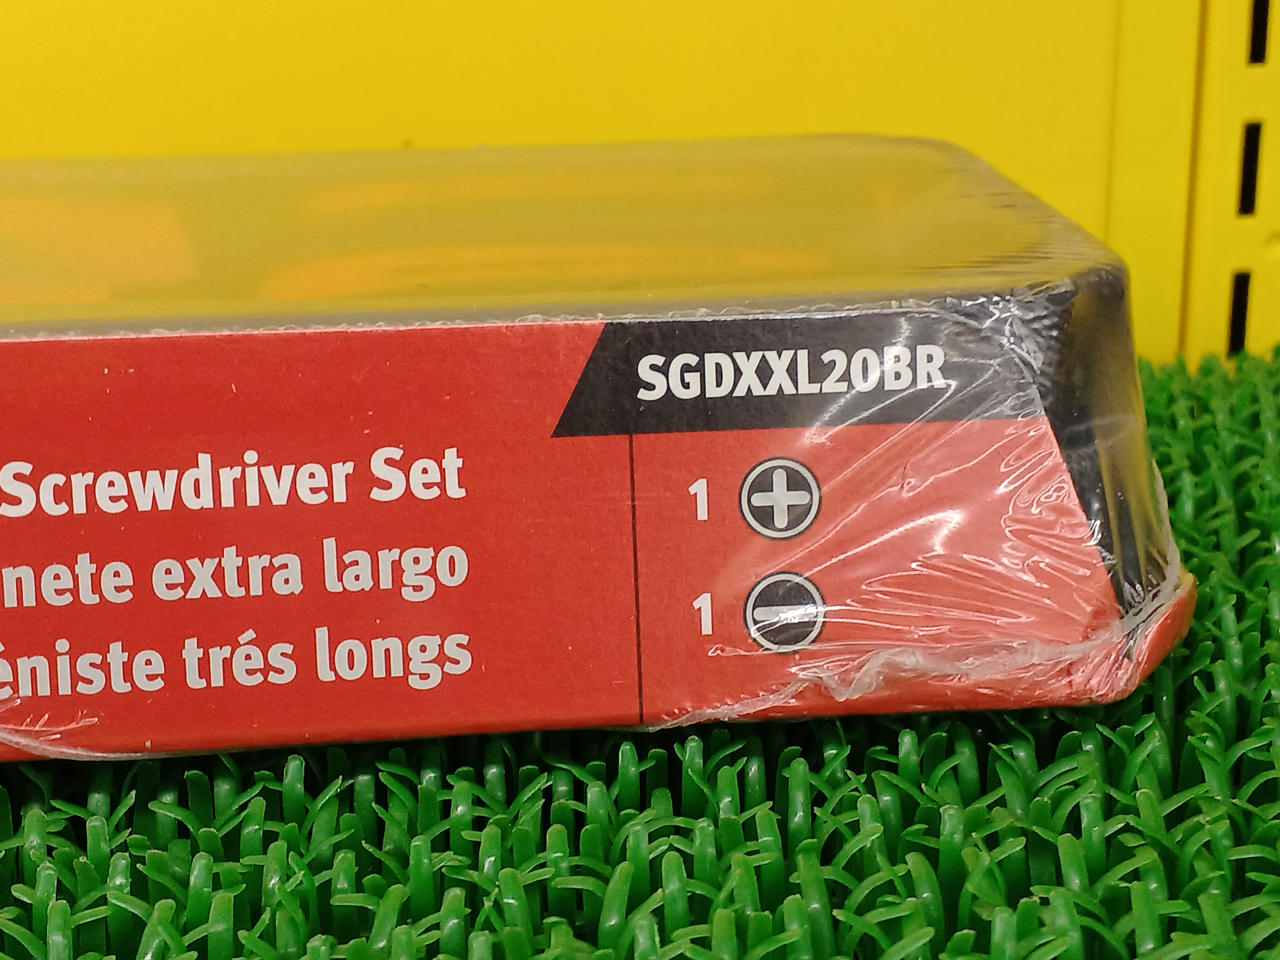 SGDXXL20BR
Screwdriver Set
nete extra largo
éniste trés longs
1
1